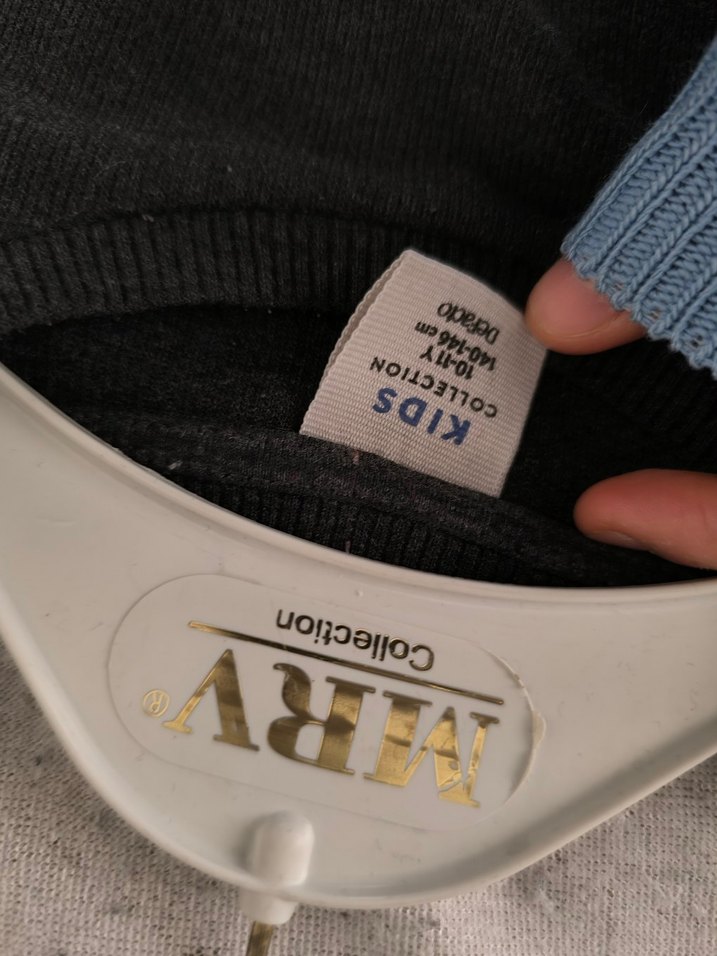 KIDS
COLLECTION
10-11Y
140-146 cm
DeFacto
MRV®
Collection